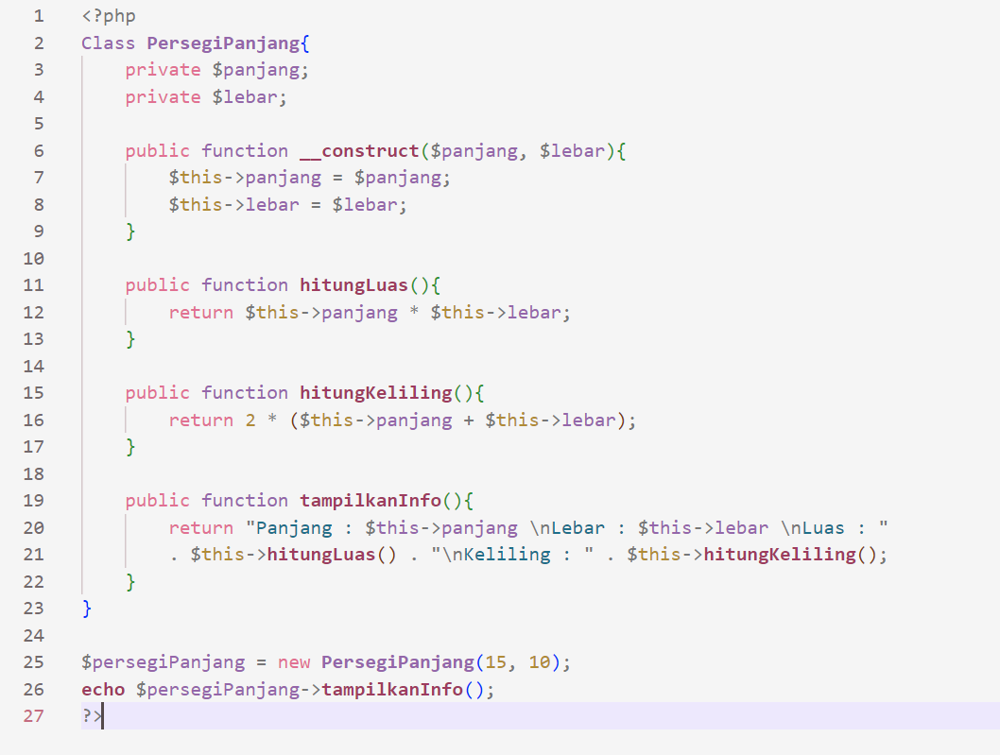 1 <?php
2 Class PersegiPanjang{
3     private $panjang;
4     private $lebar;
5
6     public function __construct($panjang, $lebar){
7         $this->panjang = $panjang;
8         $this->lebar = $lebar;
9     }
10
11     public function hitungLuas(){
12         return $this->panjang * $this->lebar;
13     }
14
15     public function hitungKeliling(){
16         return 2 * ($this->panjang + $this->lebar);
17     }
18
19     public function tampilkanInfo(){
20         return "Panjang : $this->panjang \nLebar : $this->lebar \nLuas : "
21         . $this->hitungLuas() . "\nKeliling : " . $this->hitungKeliling();
22     }
23 }
24
25 $persegiPanjang = new PersegiPanjang(15, 10);
26 echo $persegiPanjang->tampilkanInfo();
27 ?>